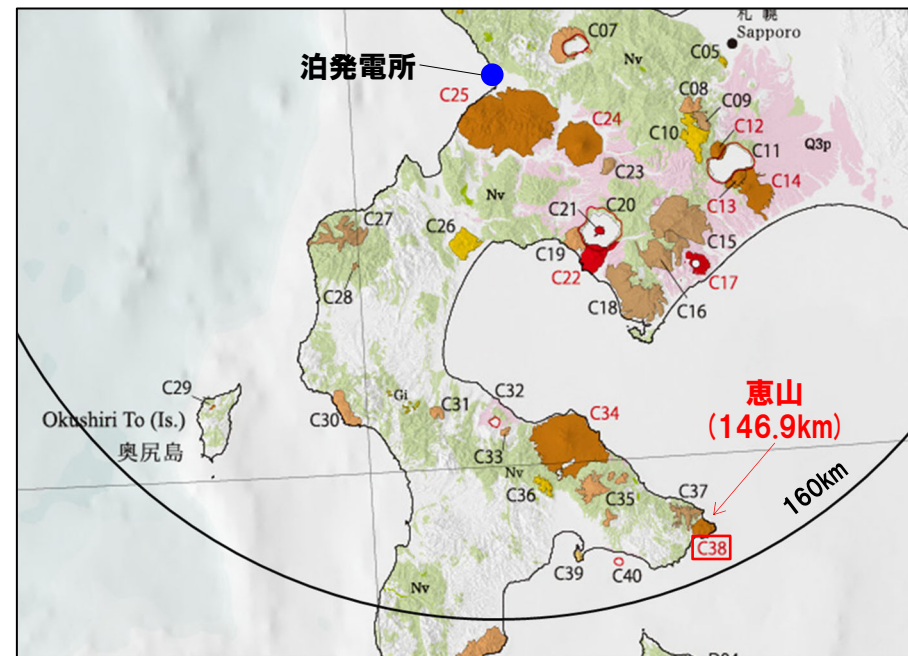 札 幌
Sapporo
C07
Nv
C05
泊発電所
C25
C08
C09
C24
C10
C12
C11
Q3p
C23
C14
C13
Nv
C20
C21
C27
C26
C15
C19
C22
C17
C28
C16
C18
C29
Gi
C32
恵山
(146.9km)
C31
C34
Okushiri To (Is.)
C30
奥尻島
C33
Nv
C37
160km
C36
C35
C38
C39
C40
Nv